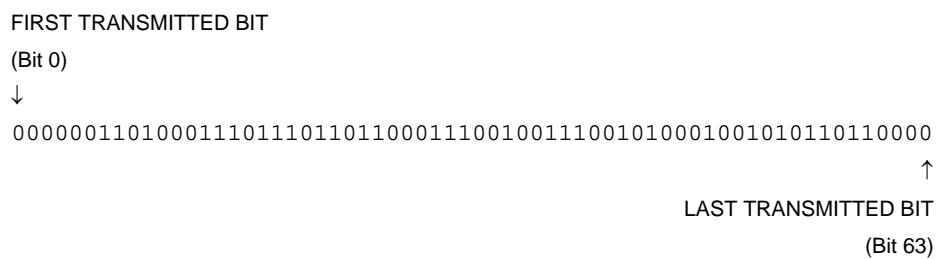 FIRST TRANSMITTED BIT
(Bit 0)
↓
0000001101000111011101101100011100100111001010001001010110110000
↑
LAST TRANSMITTED BIT
(Bit 63)